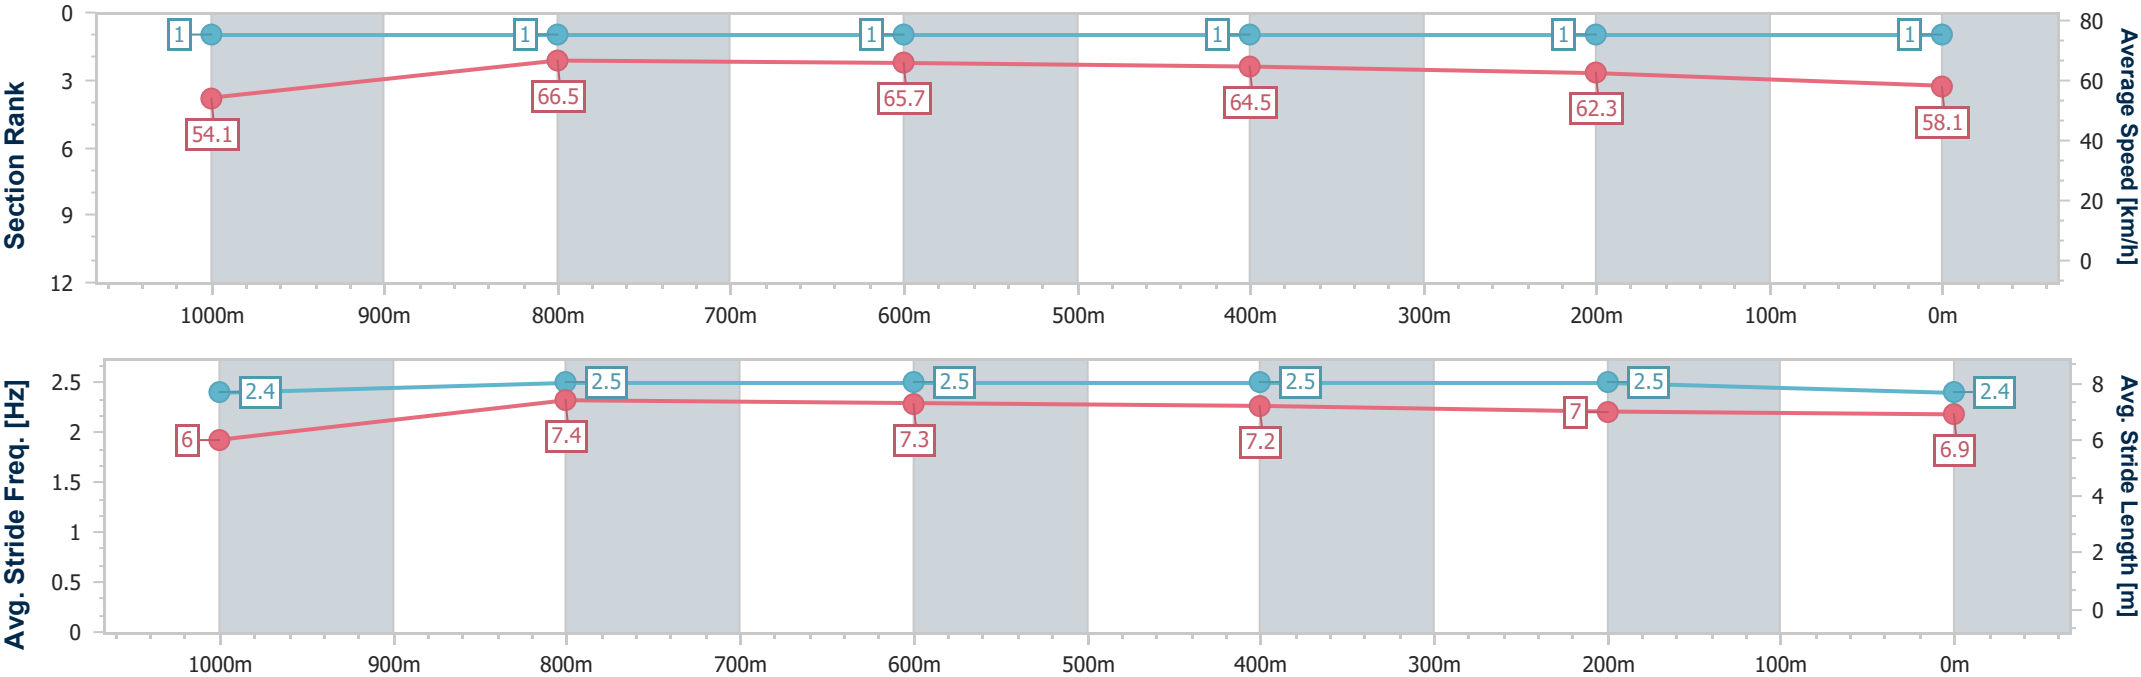 Section Rank
0
3
6
9
12
1 1 1 1 1 1
54.1 66.5 65.7 64.5 62.3 58.1
80
60
40
20
0
Average Speed [km/h]
1000m 900m 800m 700m 600m 500m 400m 300m 200m 100m 0m
Avg. Stride Freq. [Hz]
2.5
2
1.5
1
0.5
0
2.4 2.5 2.5 2.5 2.5 2.4
6 7.4 7.3 7.2 7 6.9
8
6
4
2
0
Avg. Stride Length [m]
1000m 900m 800m 700m 600m 500m 400m 300m 200m 100m 0m